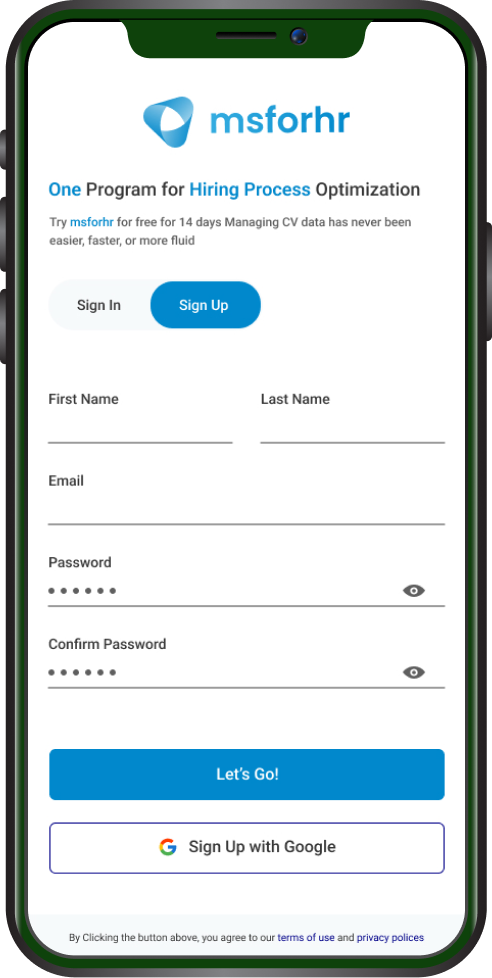 msforhr
One Program for Hiring Process Optimization
Try msforhr for free for 14 days Managing CV data has never been
easier, faster, or more fluid
Sign In Sign Up
First Name Last Name
Email
Password
••••••
Confirm Password
••••••
Let's Go!
Sign Up with Google
By Clicking the button above, you agree to our terms of use and privacy polices